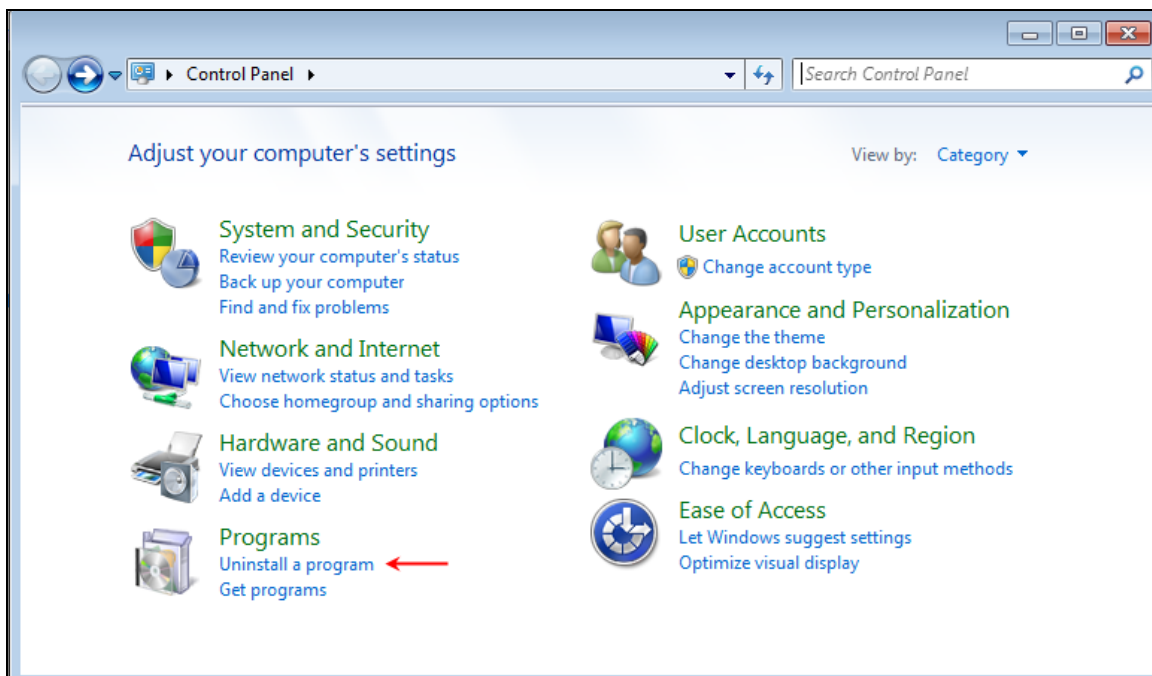 Control Panel
Search Control Panel
Adjust your computer's settings
View by: Category
System and Security
Review your computer's status
Back up your computer
Find and fix problems
Network and Internet
View network status and tasks
Choose homegroup and sharing options
Hardware and Sound
View devices and printers
Add a device
Programs
Uninstall a program
Get programs
User Accounts
Change account type
Appearance and Personalization
Change the theme
Change desktop background
Adjust screen resolution
Clock, Language, and Region
Change keyboards or other input methods
Ease of Access
Let Windows suggest settings
Optimize visual display